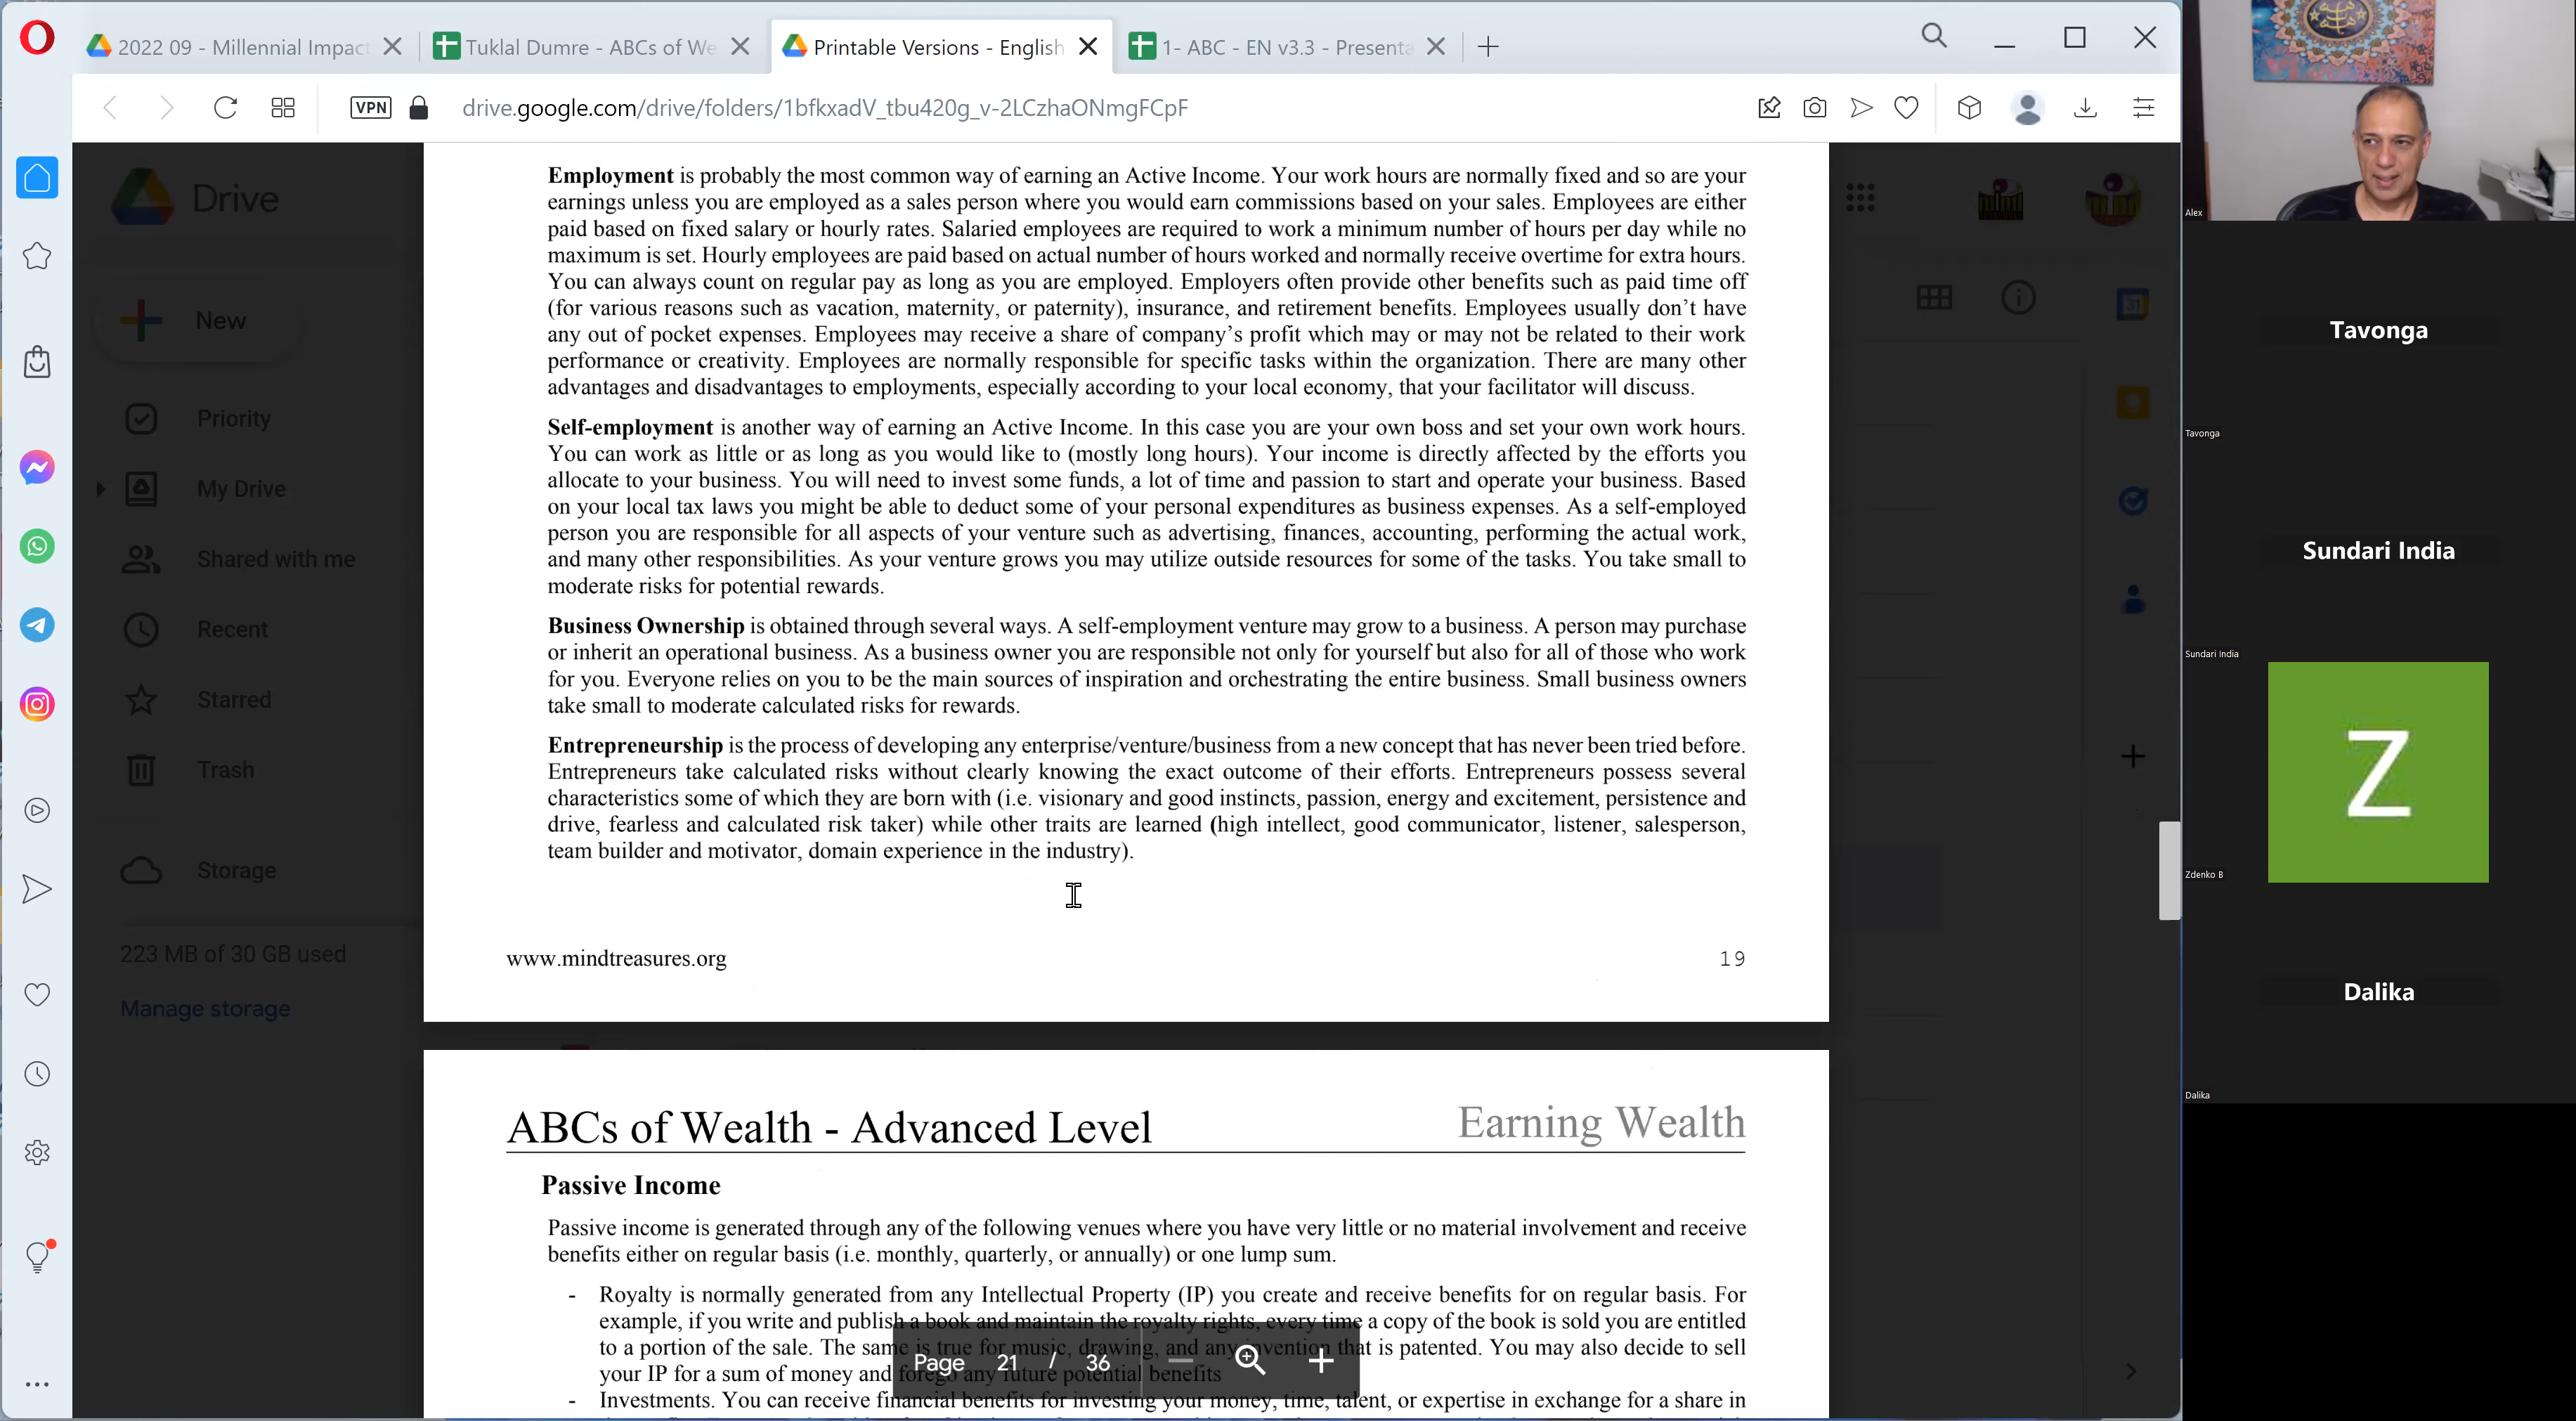 2022 09 - Millennial Impact
Tuklal Dumre - ABCs of We
Printable Versions - English
1- ABC - EN v3.3 - Presenta
VPN
drive.google.com/drive/folders/1bfkxadV_tbu420g_v-2LCzhaONmgFCpF
Drive
New
Priority
My Drive
Shared with me
Recent
Starred
Trash
Storage
223 MB of 30 GB used
Manage storage
Employment is probably the most common way of earning an Active Income. Your work hours are normally fixed and so are your
earnings unless you are employed as a sales person where you would earn commissions based on your sales. Employees are either
paid based on fixed salary or hourly rates. Salaried employees are required to work a minimum number of hours per day while no
maximum is set. Hourly employees are paid based on actual number of hours worked and normally receive overtime for extra hours.
You can always count on regular pay as long as you are employed. Employers often provide other benefits such as paid time off
(for various reasons such as vacation, maternity, or paternity), insurance, and retirement benefits. Employees usually don’t have
any out of pocket expenses. Employees may receive a share of company’s profit which may or may not be related to their work
performance or creativity. Employees are normally responsible for specific tasks within the organization. There are many other
advantages and disadvantages to employments, especially according to your local economy, that your facilitator will discuss.
Self-employment is another way of earning an Active Income. In this case you are your own boss and set your own work hours.
You can work as little or as long as you would like to (mostly long hours). Your income is directly affected by the efforts you
allocate to your business. You will need to invest some funds, a lot of time and passion to start and operate your business. Based
on your local tax laws you might be able to deduct some of your personal expenditures as business expenses. As a self-employed
person you are responsible for all aspects of your venture such as advertising, finances, accounting, performing the actual work,
and many other responsibilities. As your venture grows you may utilize outside resources for some of the tasks. You take small to
moderate risks for potential rewards.
Business Ownership is obtained through several ways. A self-employment venture may grow to a business. A person may purchase
or inherit an operational business. As a business owner you are responsible not only for yourself but also for all of those who work
for you. Everyone relies on you to be the main sources of inspiration and orchestrating the entire business. Small business owners
take small to moderate calculated risks for rewards.
Entrepreneurship is the process of developing any enterprise/venture/business from a new concept that has never been tried before.
Entrepreneurs take calculated risks without clearly knowing the exact outcome of their efforts. Entrepreneurs possess several
characteristics some of which they are born with (i.e. visionary and good instincts, passion, energy and excitement, persistence and
drive, fearless and calculated risk taker) while other traits are learned (high intellect, good communicator, listener, salesperson,
team builder and motivator, domain experience in the industry).
www.mindtreasures.org
19
ABCs of Wealth - Advanced Level
Earning Wealth
Passive Income
Passive income is generated through any of the following venues where you have very little or no material involvement and receive
benefits either on regular basis (i.e. monthly, quarterly, or annually) or one lump sum.
- Royalty is normally generated from any Intellectual Property (IP) you create and receive benefits for on regular basis. For
example, if you write and publish a book and maintain the royalty rights, every time a copy of the book is sold you are entitled
to a portion of the sale. The same is true for music, drawing, and any invention that is patented. You may also decide to sell
your IP for a sum of money and forego any future potential benefits
- Investments. You can receive financial benefits for investing your money, time, talent, or expertise in exchange for a share in
Page 21 / 36
31
Alex
Tavonga
Tavonga
Sundari India
Sundari India
Z
Zdenko B
Dalika
Dalika